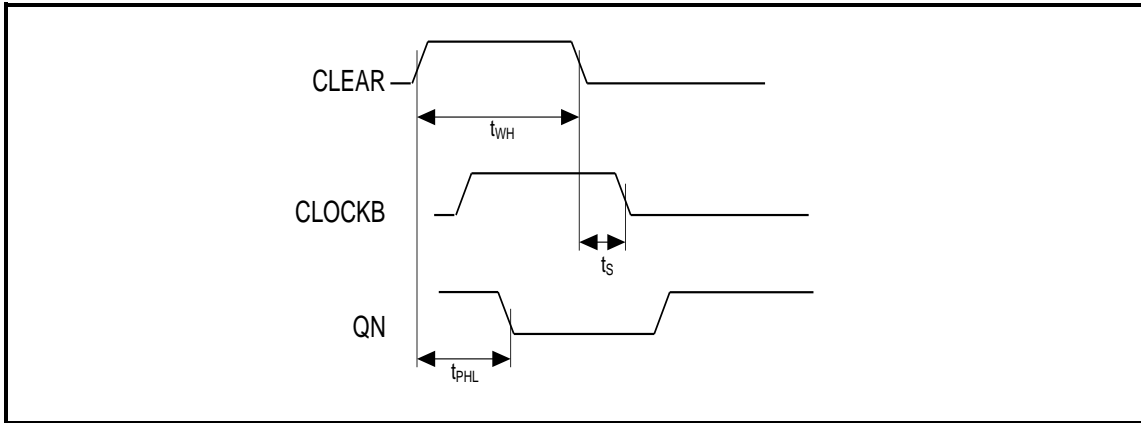 CLEAR
tWH
CLOCKB
tS
QN
tPHL